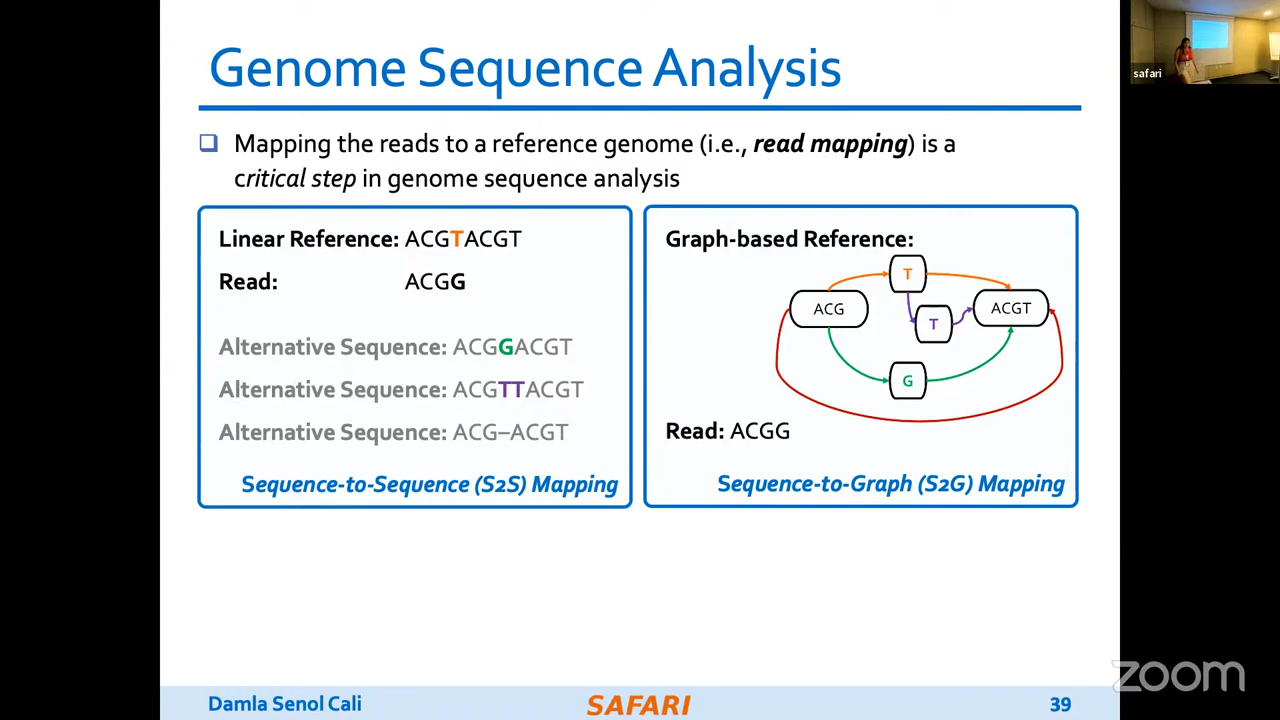 Genome Sequence Analysis
safari
Mapping the reads to a reference genome (i.e., read mapping) is a
critical step in genome sequence analysis
Linear Reference: ACGTACGT
Read: ACGG
Alternative Sequence: ACGGACGT
Alternative Sequence: ACGTTACGT
Alternative Sequence: ACG–ACGT
Sequence-to-Sequence (S2S) Mapping
Graph-based Reference:
T
ACG
T
ACGT
G
Read: ACGG
Sequence-to-Graph (S2G) Mapping
zoom
Damla Senol Cali
SAFARI
39